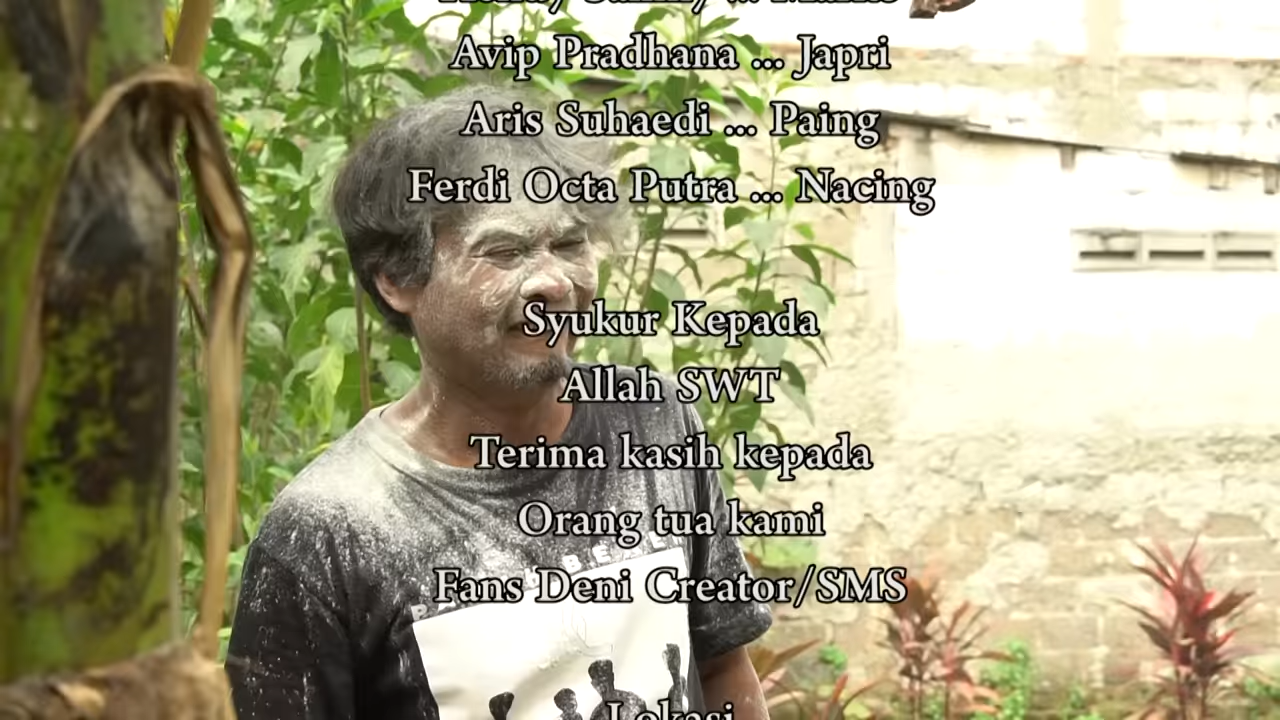 Avip Pradhana ... Japri
Aris Suhaedi ... Paing
Ferdi Octa Putra ... Nacing
Syukur Kepada
Allah SWT
Terima kasih kepada
Orang tua kami
Fans Deni Creator/SMS
Lokasi